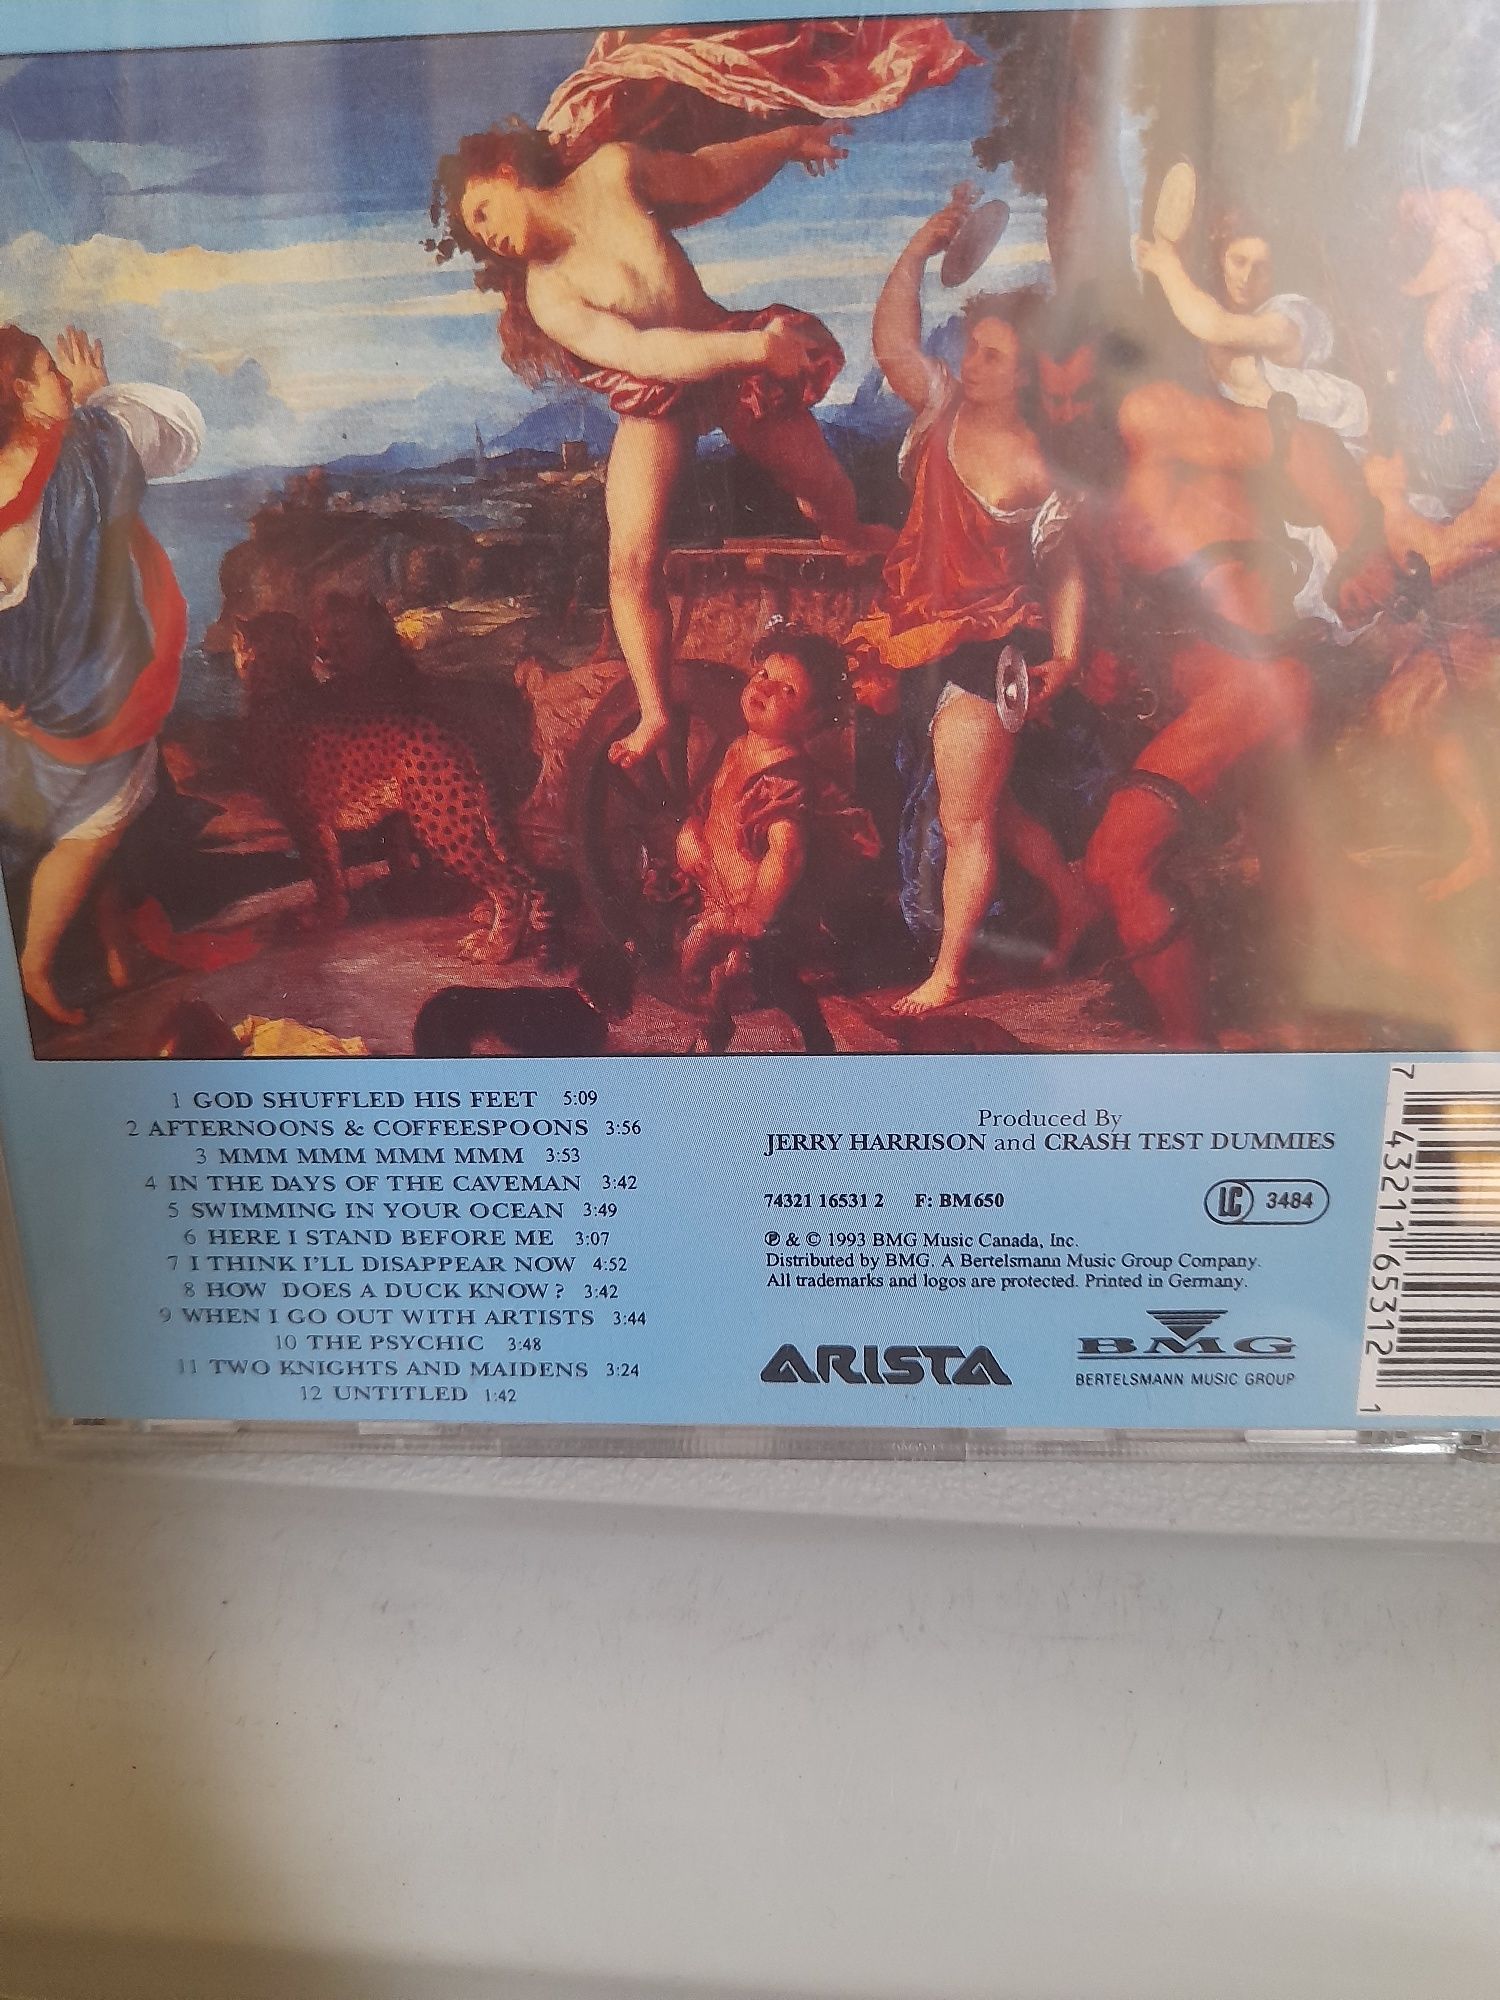 1 GOD SHUFFLED HIS FEET 5:09
2 AFTERNOONS & COFFEESPOONS 3:56
3 MMM MMM MMM MMM 3:53
4 IN THE DAYS OF THE CAVEMAN 3:42
5 SWIMMING IN YOUR OCEAN 3:49
6 HERE I STAND BEFORE ME 3:07
7 I THINK I'LL DISAPPEAR NOW 4:52
8 HOW DOES A DUCK KNOW? 3:42
9 WHEN I GO OUT WITH ARTISTS 3:44
10 THE PSYCHIC 3:48
11 TWO KNIGHTS AND MAIDENS 3:24
12 UNTITLED 1:42
Produced By
JERRY HARRISON and CRASH TEST DUMMIES
74321 16531 2 F: BM650
LC 3484
℗ & © 1993 BMG Music Canada, Inc.
Distributed by BMG. A Bertelsmann Music Group Company.
All trademarks and logos are protected. Printed in Germany.
ARISTA
BMG
BERTELSMANN MUSIC GROUP
7 43211 65312 1